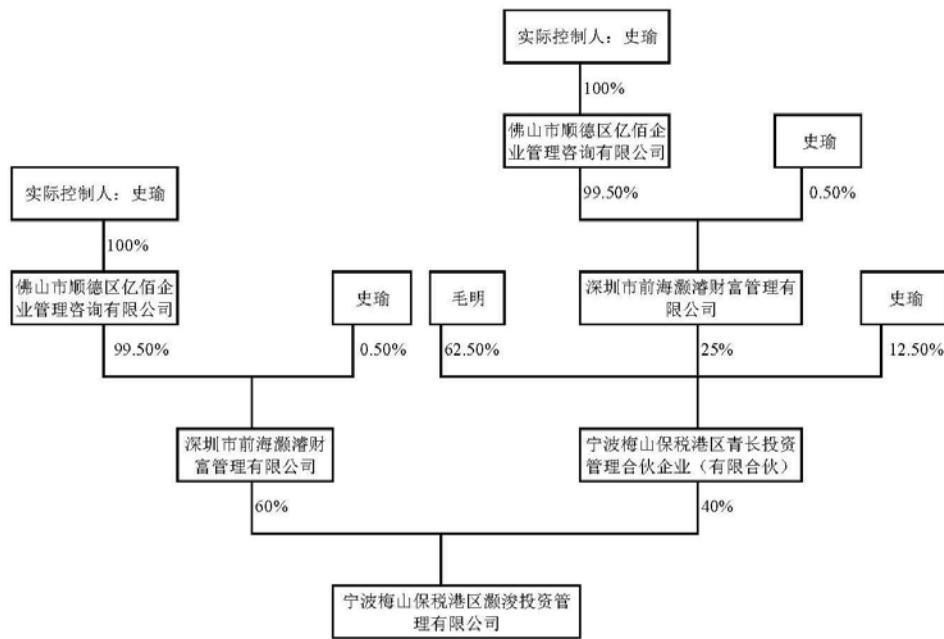 实际控制人：史瑜
100%
佛山市顺德区亿佰企
业管理咨询有限公司
史瑜
99.50%
0.50%
实际控制人：史瑜
100%
佛山市顺德区亿佰企
业管理咨询有限公司
史瑜
毛明
深圳市前海灏濬财富管理有
限公司
史瑜
99.50%
0.50%
62.50%
25%
12.50%
深圳市前海灏濬财
富管理有限公司
宁波梅山保税港区青长投资
管理合伙企业（有限合伙）
60%
40%
宁波梅山保税港区灏浚投资管
理有限公司